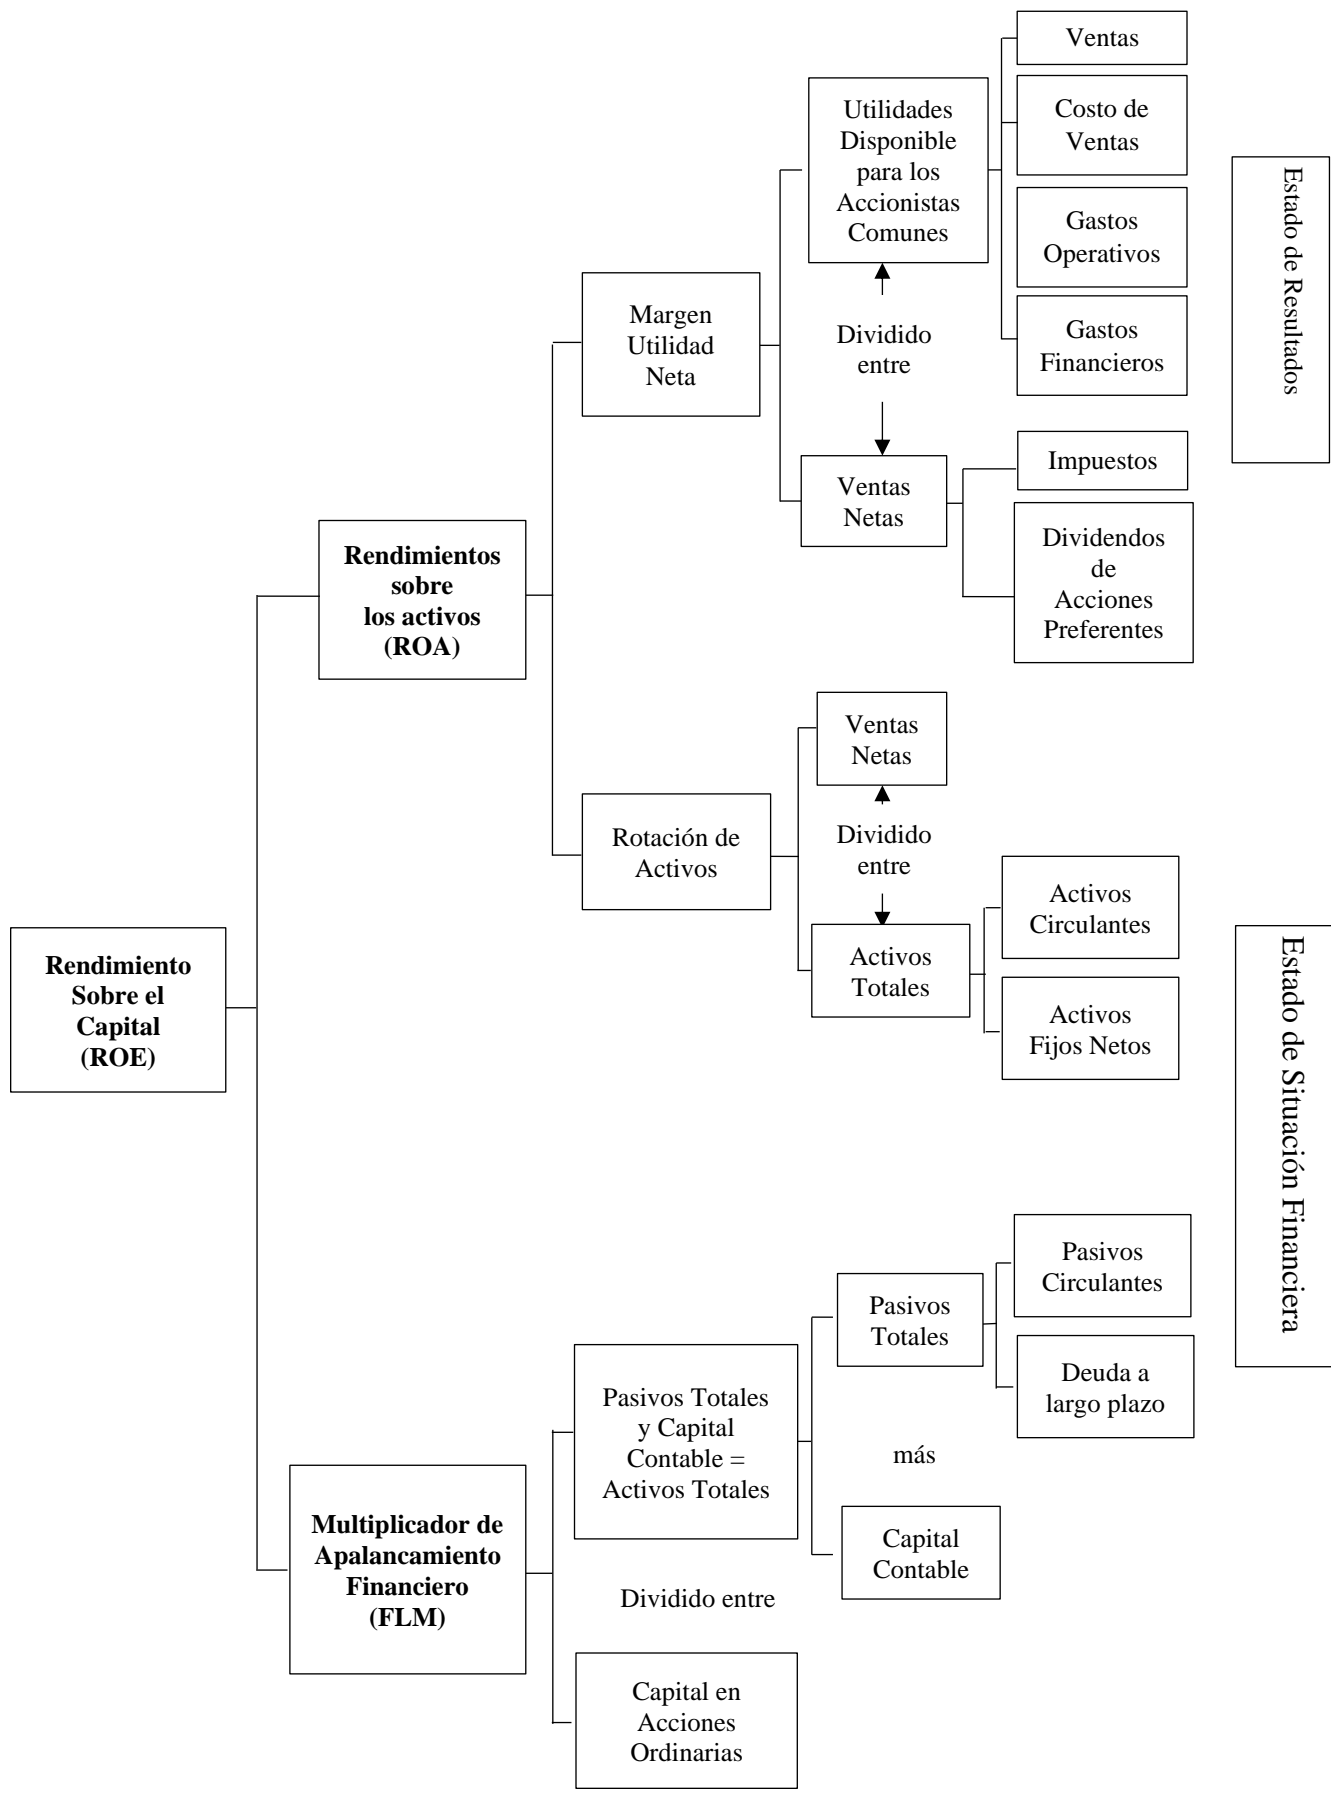 Ventas
Costo de
Ventas
Gastos
Operativos
Gastos
Financieros
Utilidades
Disponible
para los
Accionistas
Comunes
Dividido
entre
Ventas
Netas
Impuestos
Dividendos
de
Acciones
Preferentes
Margen
Utilidad
Neta
Estado de Resultados
Rendimientos
sobre
los activos
(ROA)
Ventas
Netas
Dividido
entre
Activos
Totales
Rotación de
Activos
Activos
Circulantes
Activos
Fijos Netos
Rendimiento
Sobre el
Capital
(ROE)
Estado de Situación Financiera
Pasivos
Circulantes
Deuda a
largo plazo
Pasivos
Totales
más
Capital
Contable
Pasivos Totales
y Capital
Contable =
Activos Totales
Dividido entre
Capital en
Acciones
Ordinarias
Multiplicador de
Apalancamiento
Financiero
(FLM)